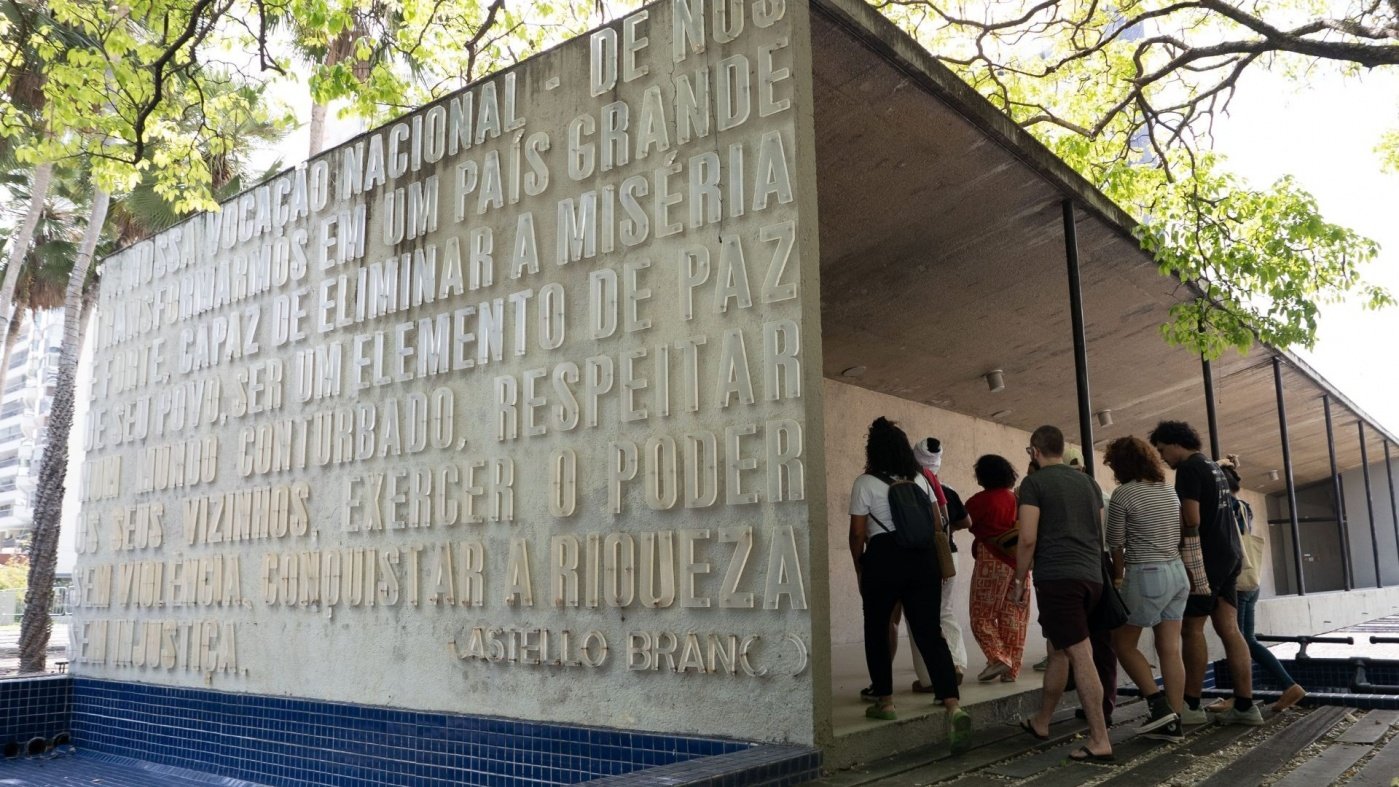 NOSSA VOCAÇÃO NACIONAL - DE NOS
TRANSFORMARMOS EM UM PAÍS GRANDE
E FORTE, CAPAZ DE ELIMINAR A MISÉRIA
DE SEU POVO, SER UM ELEMENTO DE PAZ
NUM MUNDO CONTURBADO, RESPEITAR
OS SEUS VIZINHOS, EXERCER O PODER
SEM VIOLÊNCIA, CONQUISTAR A RIQUEZA
SEM INJUSTIÇA.
CASTELLO BRANCO